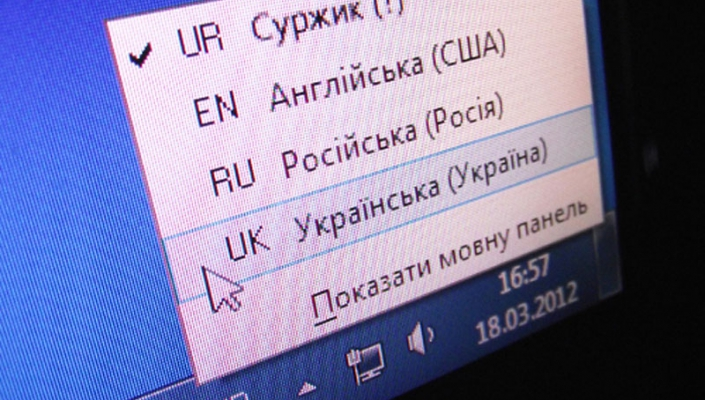 UR Суржик (!)
EN Англійська (США)
RU Російська (Росія)
UK Українська (Україна)
Показати мовну панель
16:57
18.03.2012